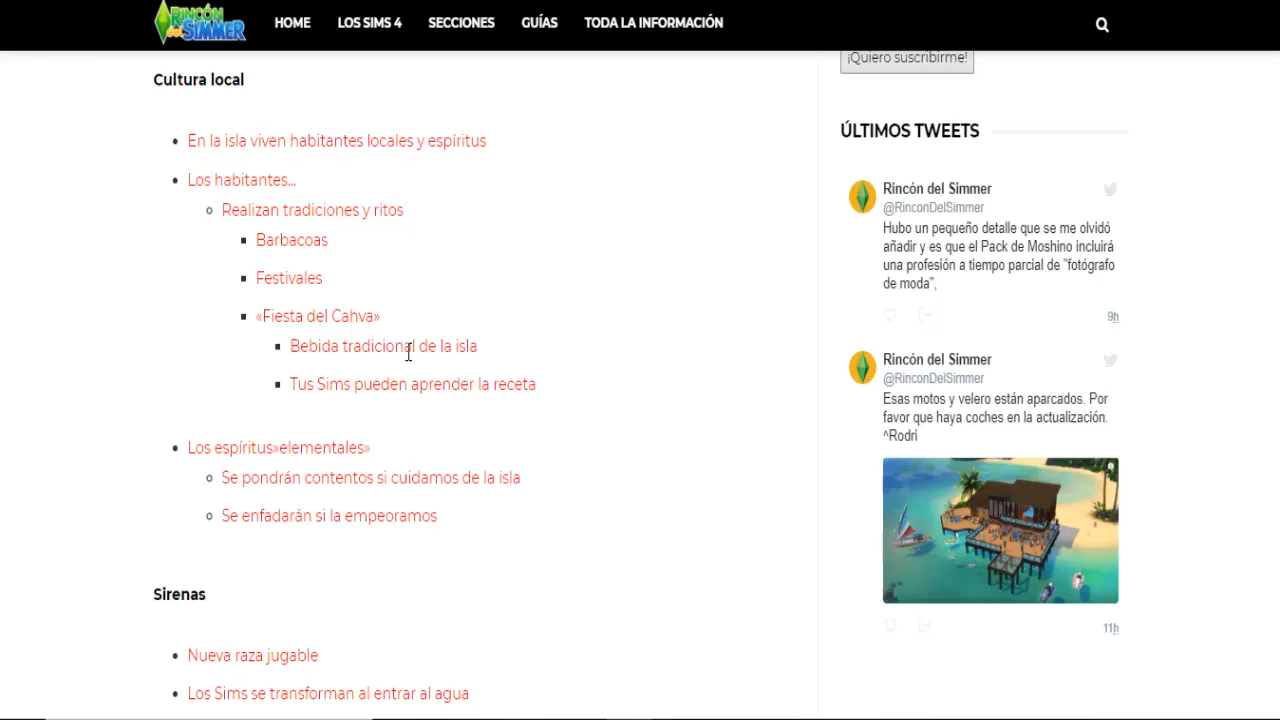 RINCÓN
del
SIMMER
HOME
LOS SIMS 4
SECCIONES
GUÍAS
TODA LA INFORMACIÓN
Cultura local
En la isla viven habitantes locales y espíritus
Los habitantes...
Realizan tradiciones y ritos
Barbacoas
Festivales
«Fiesta del Cahva»
Bebida tradicional de la isla
Tus Sims pueden aprender la receta
Los espíritus»elementales»
Se pondrán contentos si cuidamos de la isla
Se enfadarán si la empeoramos
Sirenas
Nueva raza jugable
Los Sims se transforman al entrar al agua
¡Quiero suscribirme!
ÚLTIMOS TWEETS
Rincón del Simmer
@RinconDelSimmer
Hubo un pequeño detalle que se me olvidó
añadir y es que el Pack de Moshino incluirá
una profesión a tiempo parcial de "fotógrafo
de moda",
9h
Rincón del Simmer
@RinconDelSimmer
Esas motos y velero están aparcados. Por
favor que haya coches en la actualización.
^Rodri
11h